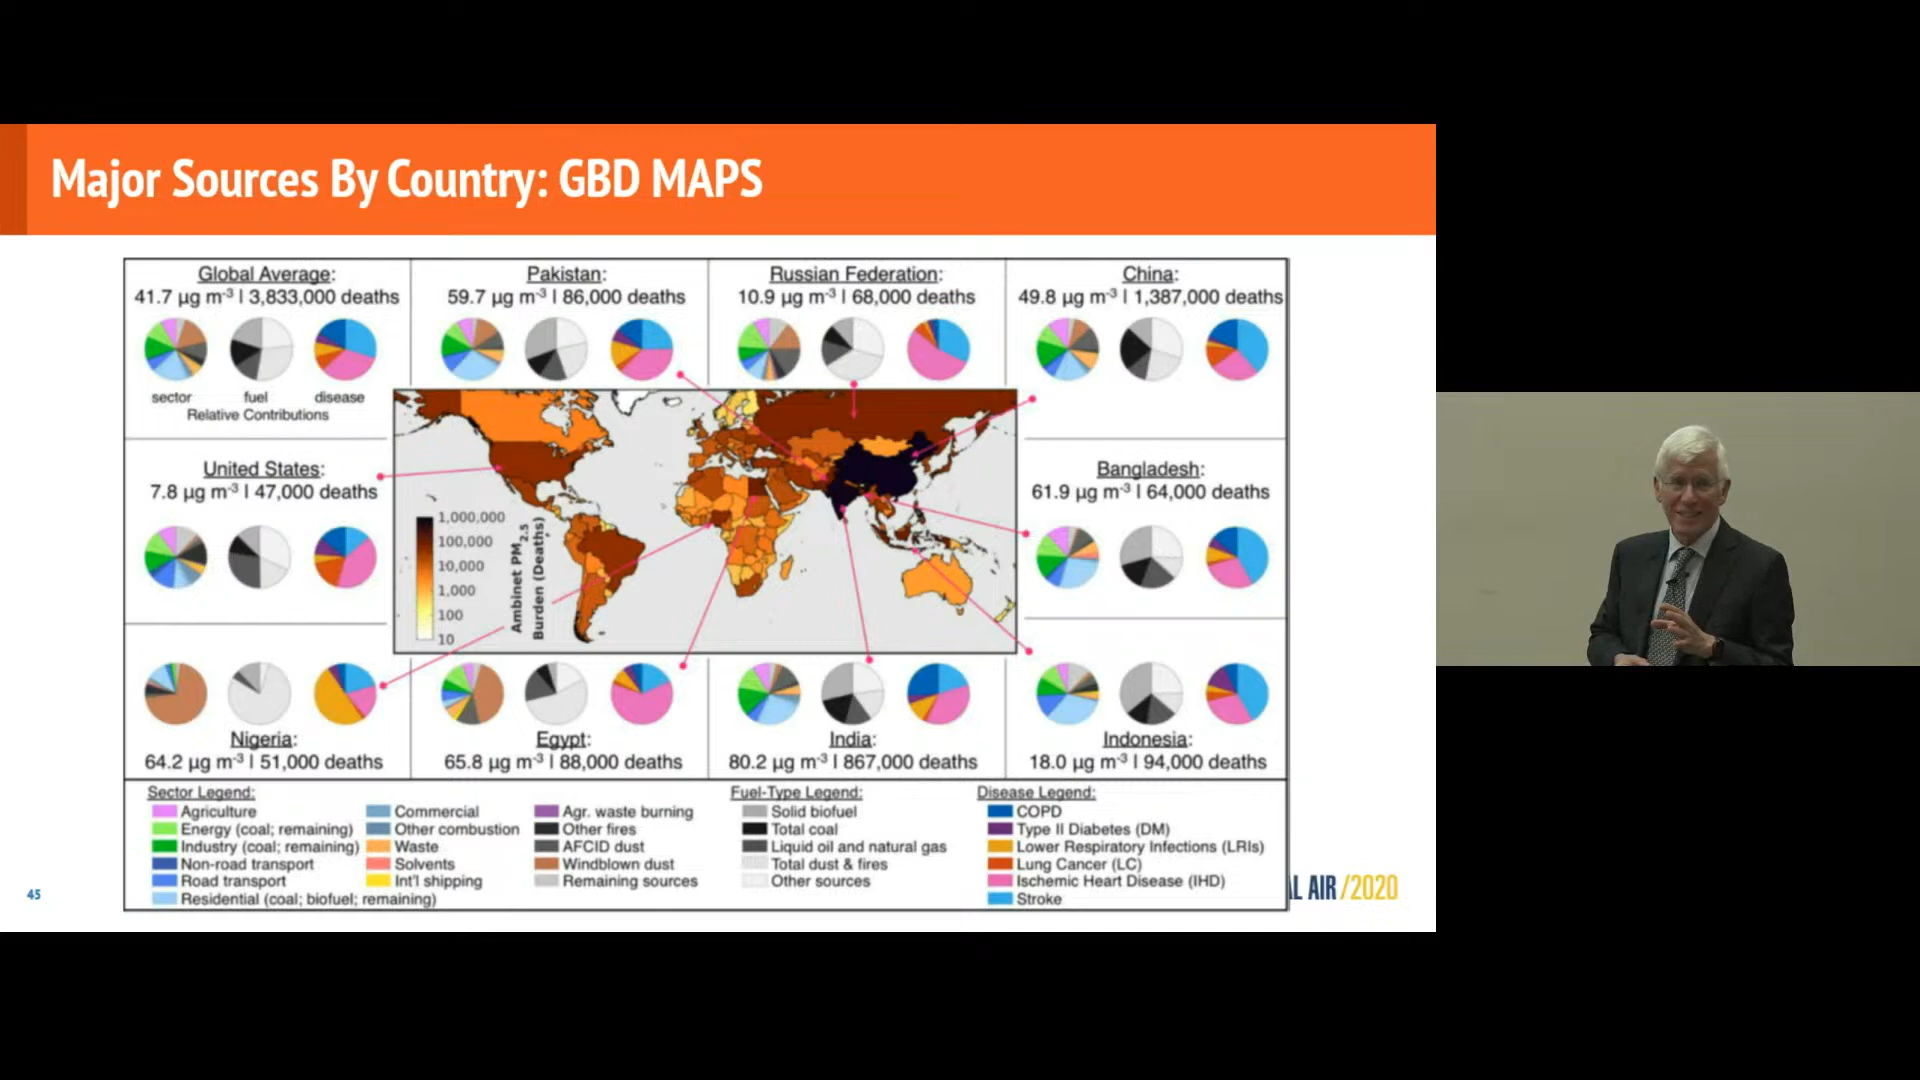 Major Sources By Country: GBD MAPS
Global Average:
41.7 µg m-3 | 3,833,000 deaths
sector fuel disease
Relative Contributions
Pakistan:
59.7 µg m-3 | 86,000 deaths
Russian Federation:
10.9 µg m-3 | 68,000 deaths
China:
49.8 µg m-3 | 1,387,000 deaths
United States:
7.8 µg m-3 | 47,000 deaths
1,000,000
100,000
10,000
1,000
100
10
Ambinet PM2.5
Burden (Deaths)
Bangladesh:
61.9 µg m-3 | 64,000 deaths
Nigeria:
64.2 µg m-3 | 51,000 deaths
Egypt:
65.8 µg m-3 | 88,000 deaths
India:
80.2 µg m-3 | 867,000 deaths
Indonesia:
18.0 µg m-3 | 94,000 deaths
Sector Legend:
Agriculture
Energy (coal; remaining)
Industry (coal; remaining)
Non-road transport
Road transport
Residential (coal; biofuel; remaining)
Commercial
Other combustion
Waste
Solvents
Int'l shipping
Agr. waste burning
Other fires
AFCID dust
Windblown dust
Remaining sources
Fuel-Type Legend:
Solid biofuel
Total coal
Liquid oil and natural gas
Total dust & fires
Other sources
Disease Legend:
COPD
Type II Diabetes (DM)
Lower Respiratory Infections (LRIs)
Lung Cancer (LC)
Ischemic Heart Disease (IHD)
Stroke
45
AL AIR/2020